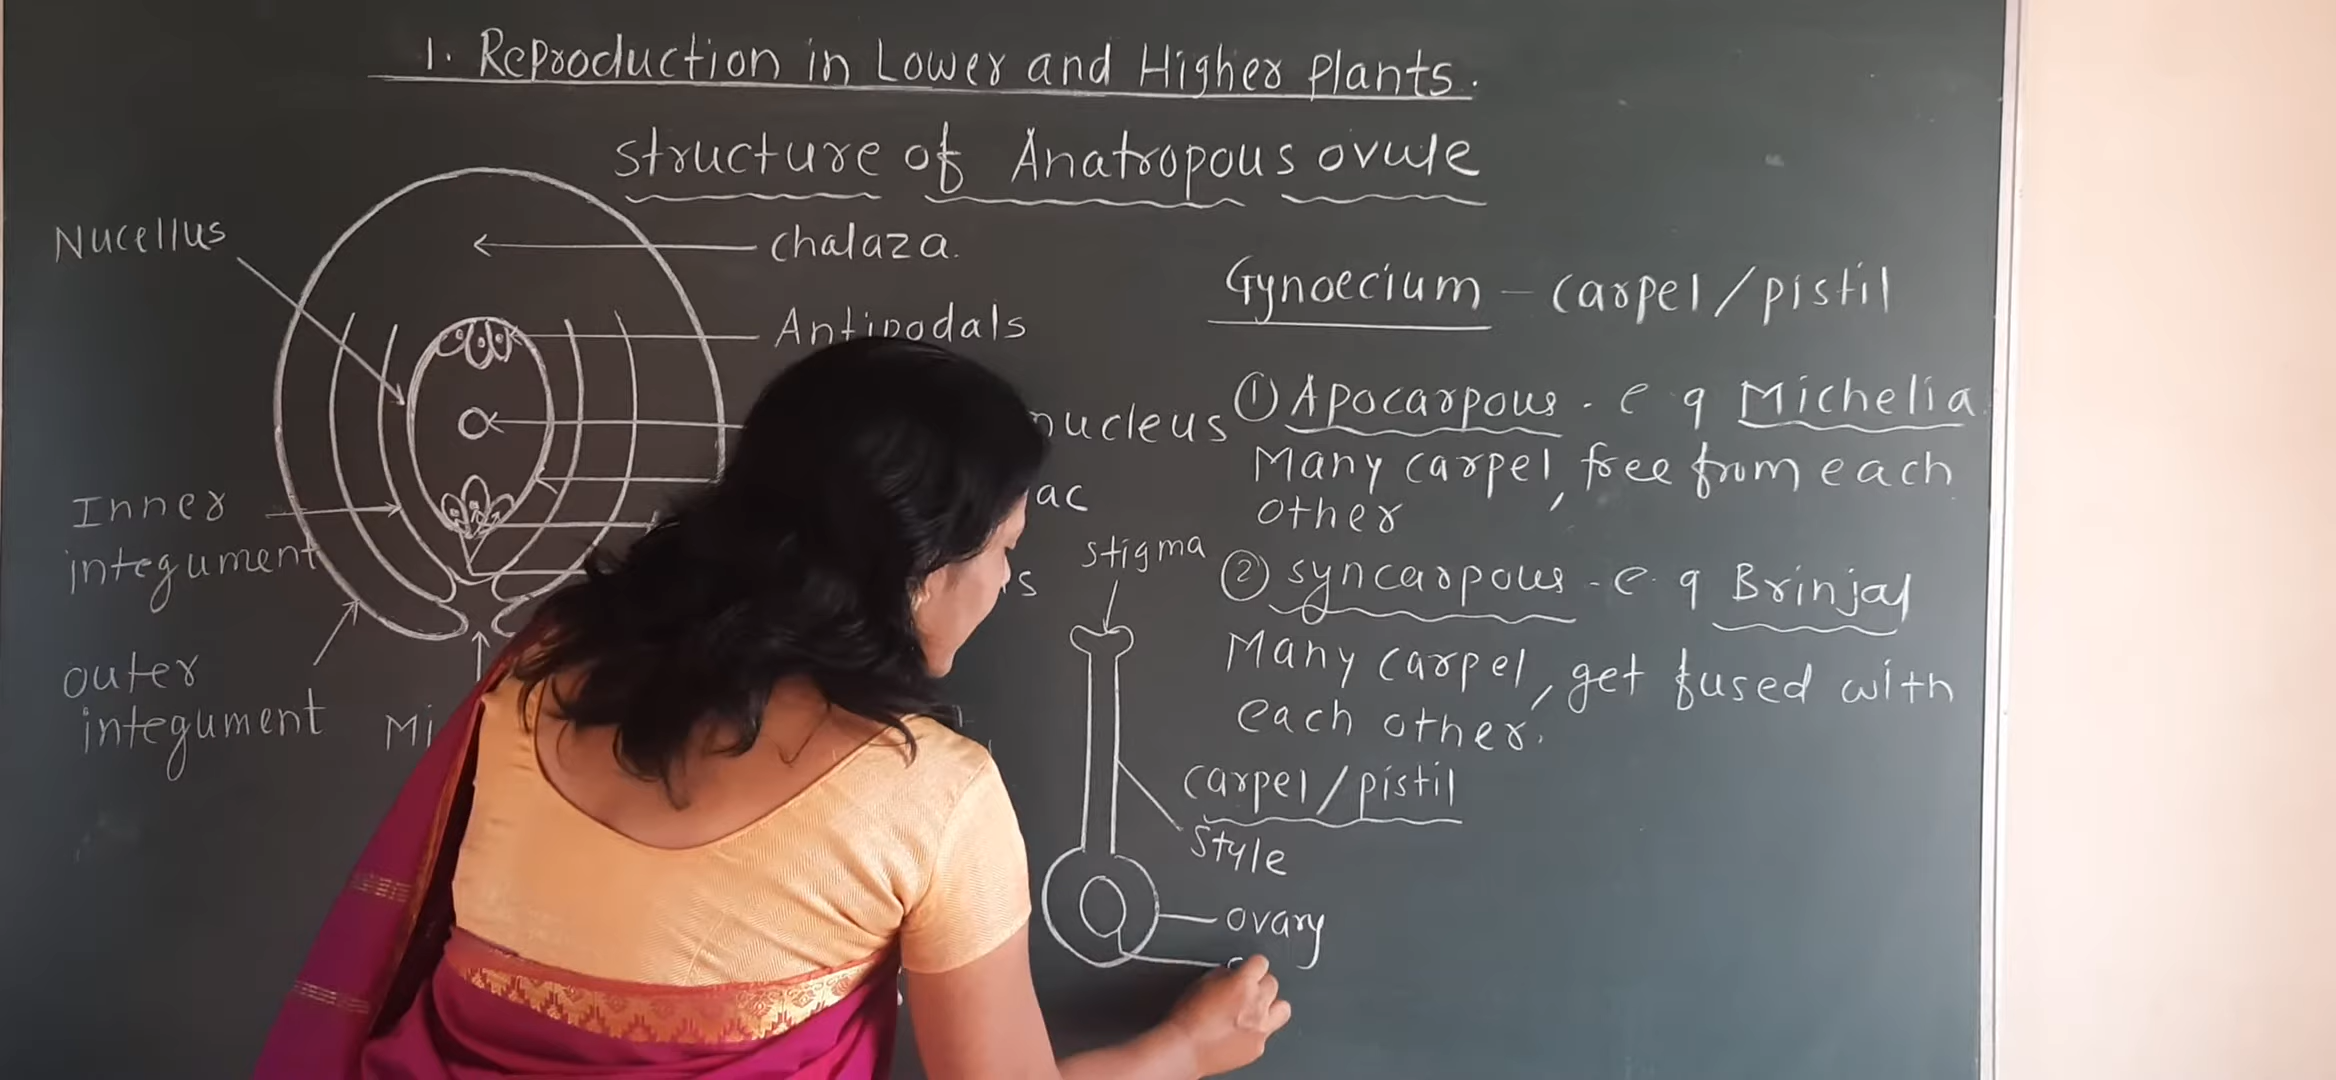 1. Reproduction in Lower and Higher Plants.
Structure of Anatropous ovule
Nucellus
chalaza.
Antipodals
nucleus
Inner
integument
outer
integument
Gynoecium - carpel/pistil
① Apocarpous. e g Michelia
Many carpel, free from each
other
② syncarpous - e. g Brinjal
Many carpel, get fused with
each other.
stigma
carpel/pistil
Style
ovary